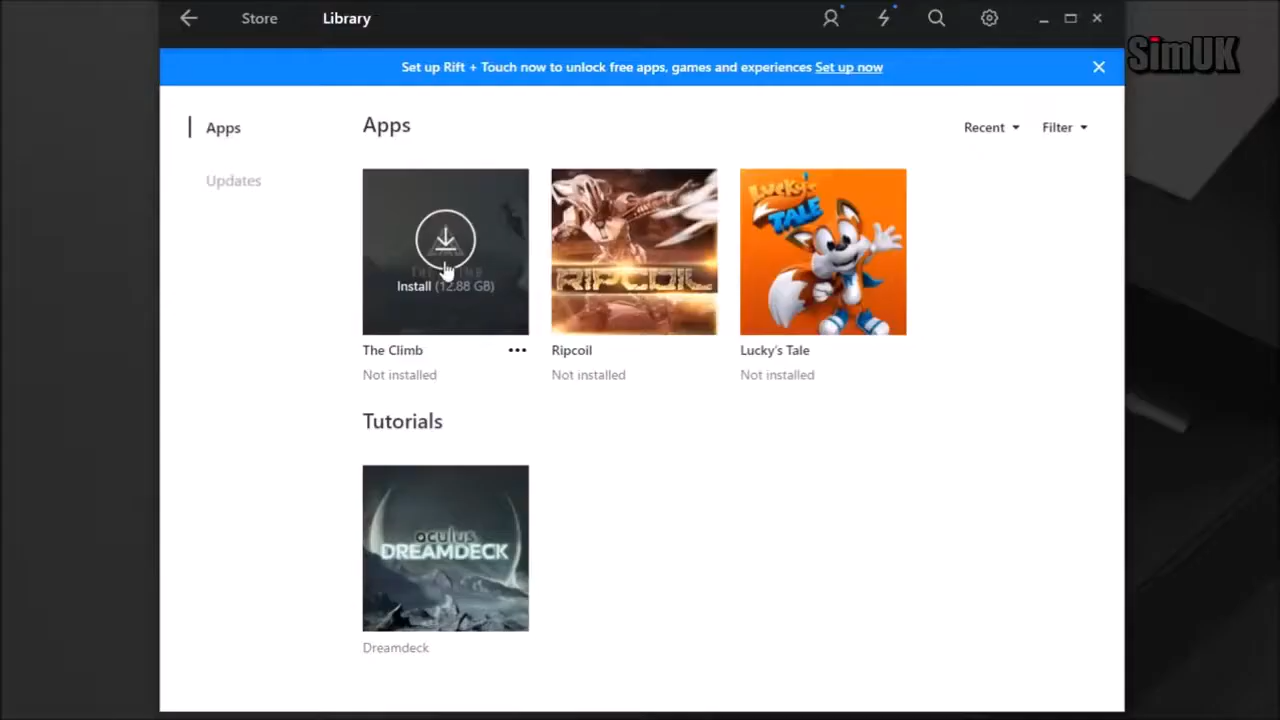 Store
Library
SimUK
Set up Rift + Touch now to unlock free apps, games and experiences Set up now
Apps
Updates
Apps
Recent
Filter
Install (12.88 GB)
The Climb
Not installed
RIPCOIL
Ripcoil
Not installed
Lucky's
TALE
Lucky's Tale
Not installed
Tutorials
oculus
DREAMDECK
Dreamdeck